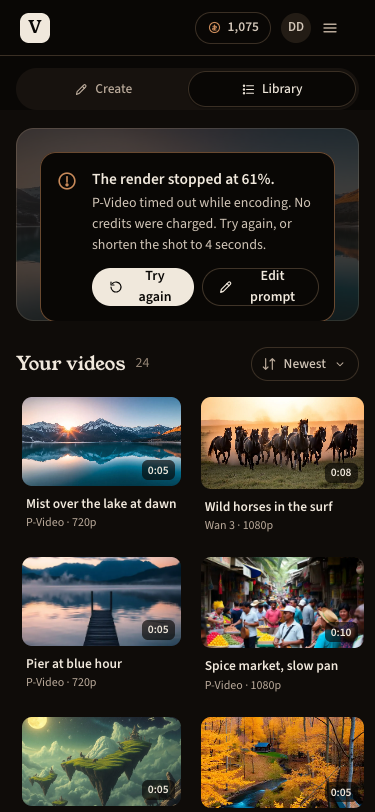 V
1,075
DD
Create
Library
The render stopped at 61%.
P-Video timed out while encoding. No
credits were charged. Try again, or
shorten the shot to 4 seconds.
Try
again
Edit
prompt
Your videos 24
Newest
0:05
0:08
Mist over the lake at dawn
P-Video · 720p
Wild horses in the surf
Wan 3 · 1080p
0:05
0:10
Pier at blue hour
P-Video · 720p
Spice market, slow pan
P-Video · 1080p
0:05
0:05